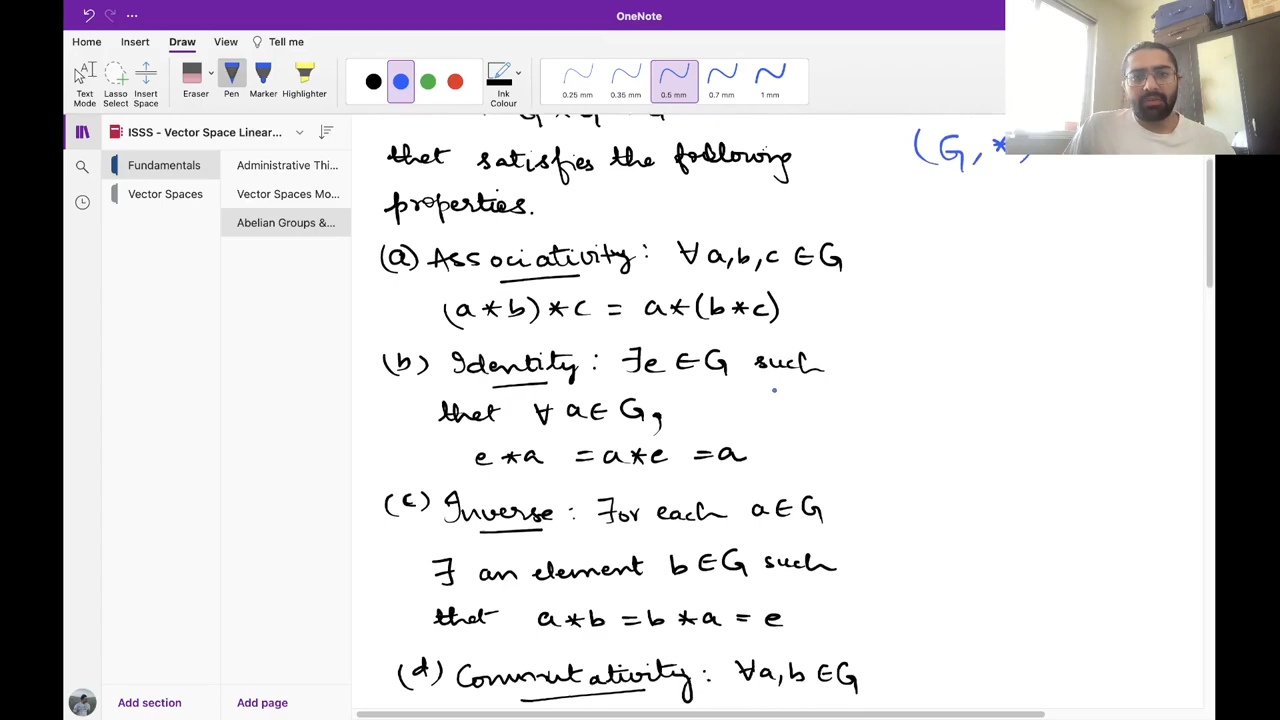 OneNote
Home Insert Draw View Tell me
Text Mode
Lasso Select
Insert Space
Eraser
Pen
Marker
Highlighter
Ink Colour
0.25 mm 0.35 mm 0.5 mm 0.7 mm 1 mm
ISSS - Vector Space Linear...
Fundamentals
Vector Spaces
Administrative Thi...
Vector Spaces Mo...
Abelian Groups &...
(G, *,
that satisfies the following
properties.
(a) Associativity : ∀ a, b, c ∈ G
(a * b) * c = a * (b * c)
(b) Identity : ∃ e ∈ G such
that ∀ a ∈ G,
e * a = a * e = a
(c) Inverse : For each a ∈ G
∃ an element b ∈ G such
that a * b = b * a = e
(d) Commutativity : ∀ a, b ∈ G
Add section
Add page